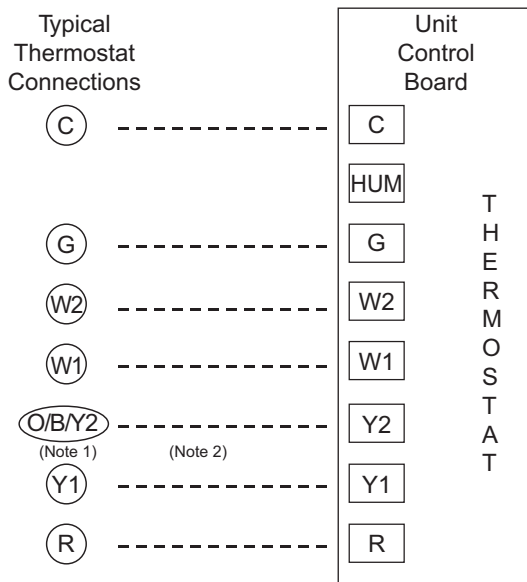 Typical
Thermostat
Connections
Unit
Control
Board
C
C
HUM
G
G
W2
W2
W1
W1
O/B/Y2
Y2
(Note 1)
(Note 2)
Y1
Y1
R
R
THERMOSTAT